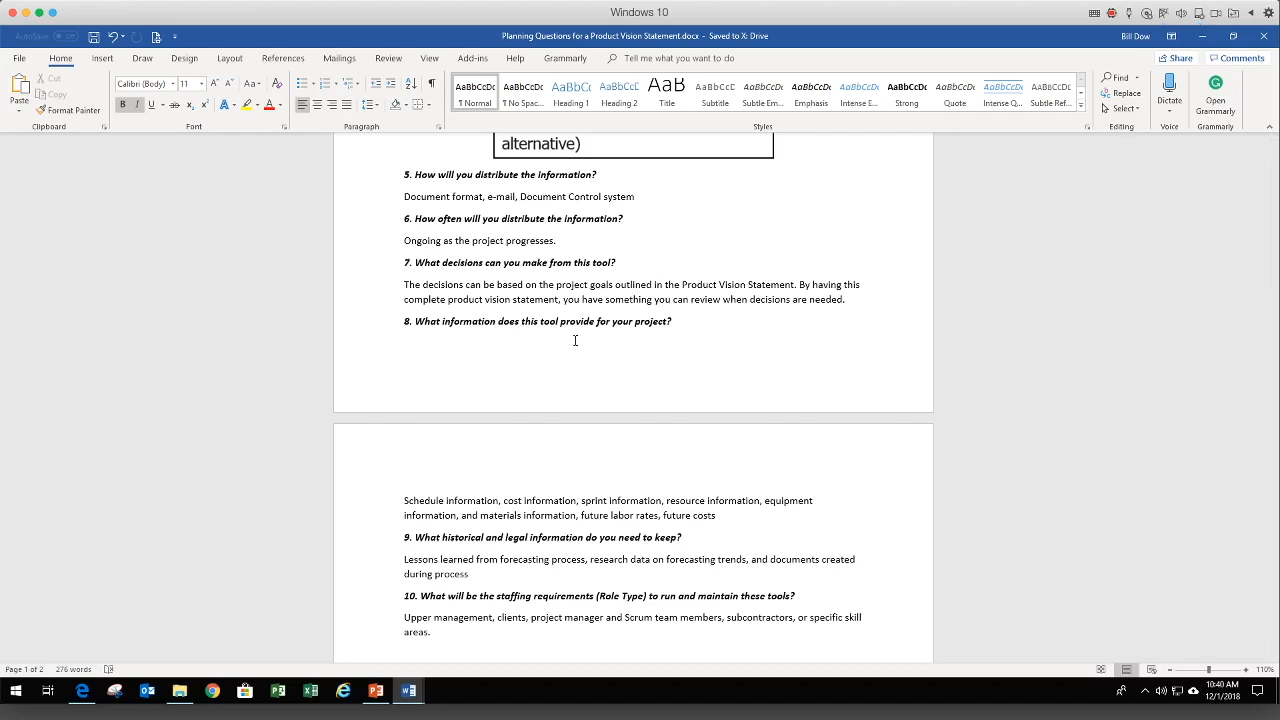 Windows 10
AutoSave Off
Planning Questions for a Product Vision Statement.docx - Saved to X: Drive
Bill Dow
File Home Insert Draw Design Layout References Mailings Review View Add-ins Help Grammarly Tell me what you want to do Share Comments
Paste
Cut
Copy
Format Painter
Calibri (Body) 11
¶ Normal
¶ No Spac...
Heading 1
Heading 2
Title
Subtitle
Subtle Em...
Emphasis
Intense E...
Strong
Quote
Intense Q...
Subtle Ref...
Find
Replace
Select
Dictate
Open
Grammarly
Clipboard Font Paragraph Styles Editing Voice Grammarly
alternative)
5. How will you distribute the information?
Document format, e-mail, Document Control system
6. How often will you distribute the information?
Ongoing as the project progresses.
7. What decisions can you make from this tool?
The decisions can be based on the project goals outlined in the Product Vision Statement. By having this
complete product vision statement, you have something you can review when decisions are needed.
8. What information does this tool provide for your project?
Schedule information, cost information, sprint information, resource information, equipment
information, and materials information, future labor rates, future costs
9. What historical and legal information do you need to keep?
Lessons learned from forecasting process, research data on forecasting trends, and documents created
during process
10. What will be the staffing requirements (Role Type) to run and maintain these tools?
Upper management, clients, project manager and Scrum team members, subcontractors, or specific skill
areas.
Page 1 of 2 276 words
110%
10:40 AM
12/1/2018